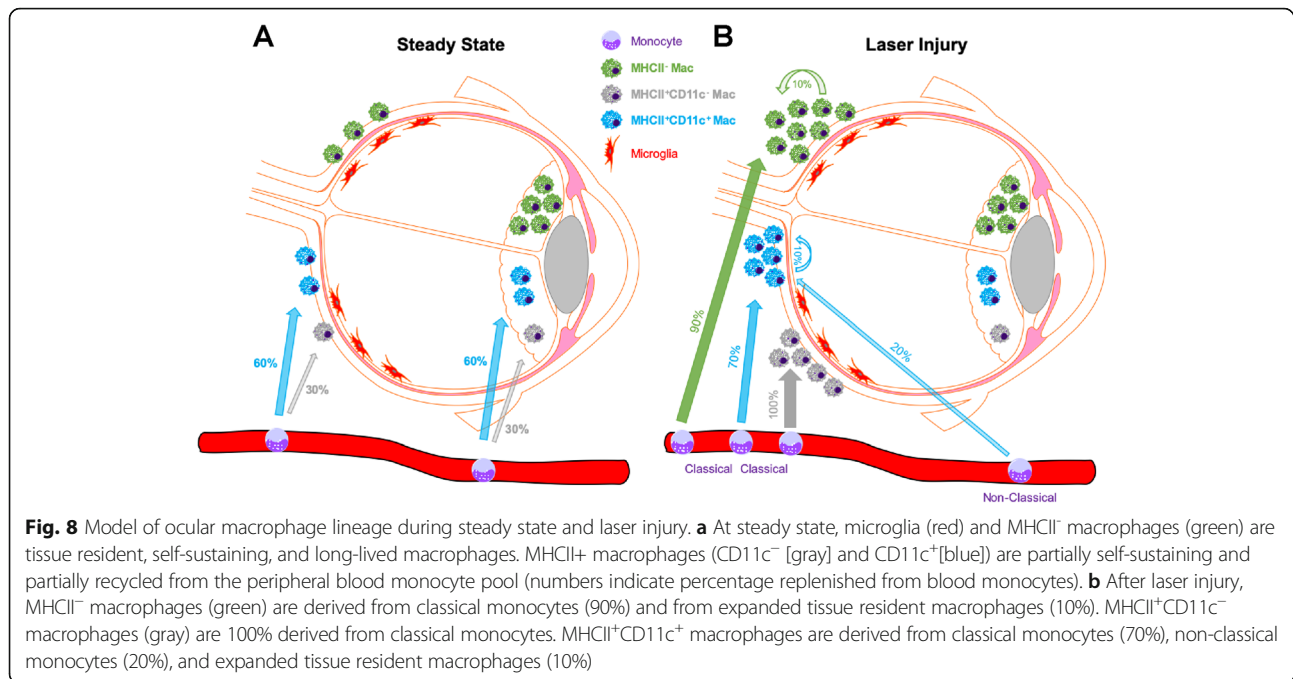 A
Steady State
Monocyte
MHCII⁻ Mac
MHCII⁺CD11c⁻ Mac
MHCII⁺CD11c⁺ Mac
Microglia
60%
30%
60%
30%
B
Laser Injury
10%
10%
90%
70%
100%
20%
Classical
Classical
Non-Classical
Fig. 8 Model of ocular macrophage lineage during steady state and laser injury. a At steady state, microglia (red) and MHCII⁻ macrophages (green) are
tissue resident, self-sustaining, and long-lived macrophages. MHCII+ macrophages (CD11c⁻ [gray] and CD11c⁺[blue]) are partially self-sustaining and
partially recycled from the peripheral blood monocyte pool (numbers indicate percentage replenished from blood monocytes). b After laser injury,
MHCII⁻ macrophages (green) are derived from classical monocytes (90%) and from expanded tissue resident macrophages (10%). MHCII⁺CD11c⁻
macrophages (gray) are 100% derived from classical monocytes. MHCII⁺CD11c⁺ macrophages are derived from classical monocytes (70%), non-classical
monocytes (20%), and expanded tissue resident macrophages (10%)